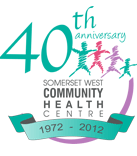 40th
anniversary
SOMERSET WEST
COMMUNITY
HEALTH
CENTRE
1972 - 2012